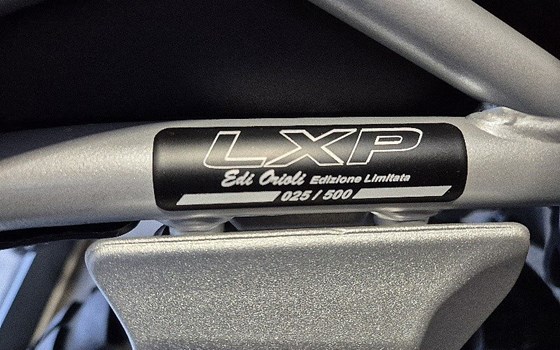 LXP
Edi Orioli Edizione Limitata
025 / 500